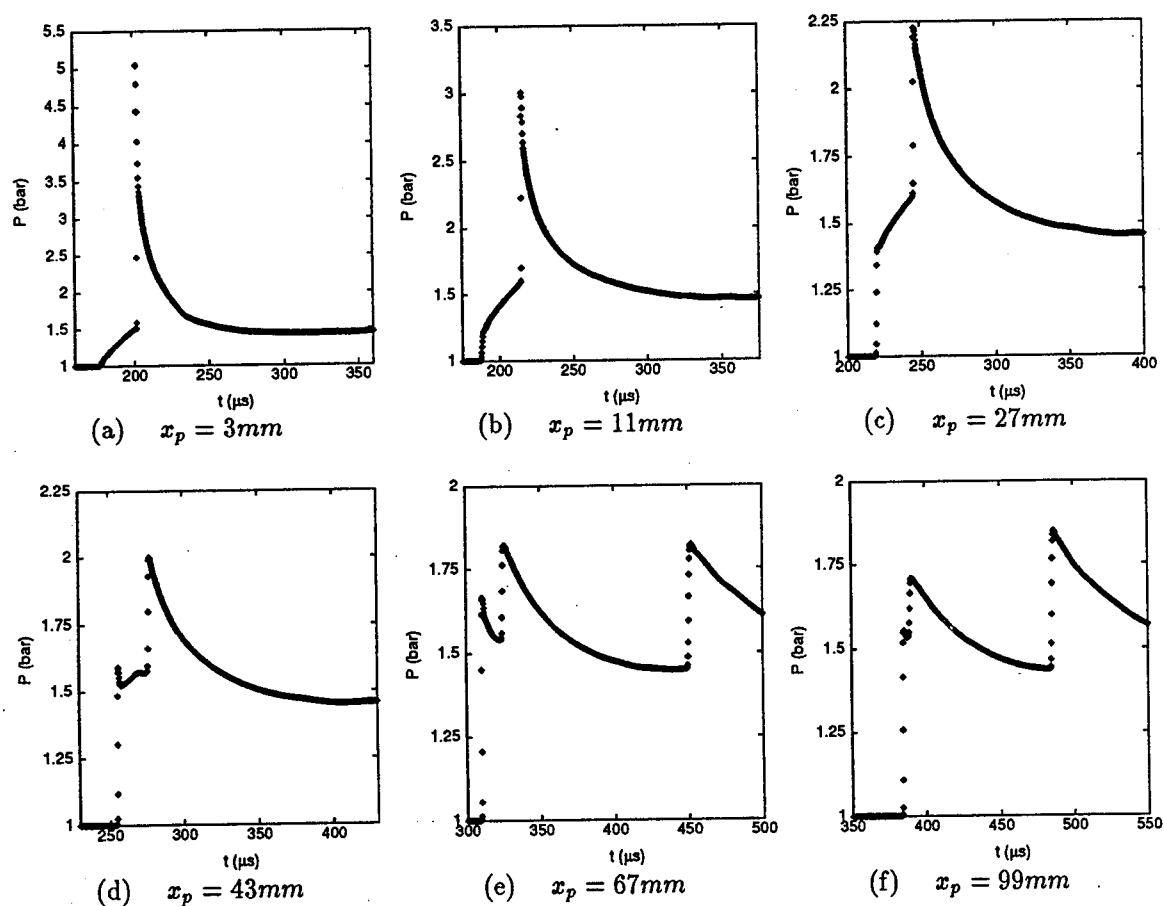 5.5
5
4.5
4
3.5
3
2.5
2
1.5
1
P (bar)
200 250 300 350
t (μs)
(a) x_p = 3mm
3.5
3
2.5
2
1.5
1
P (bar)
200 250 300 350
t (μs)
(b) x_p = 11mm
2.25
2
1.75
1.5
1.25
1
P (bar)
200 250 300 350 400
t (μs)
(c) x_p = 27mm
2.25
2
1.75
1.5
1.25
1
P (bar)
250 300 350 400
t (μs)
(d) x_p = 43mm
2
1.75
1.5
1.25
1
P (bar)
300 350 400 450 500
t (μs)
(e) x_p = 67mm
2
1.75
1.5
1.25
1
P (bar)
350 400 450 500 550
t (μs)
(f) x_p = 99mm